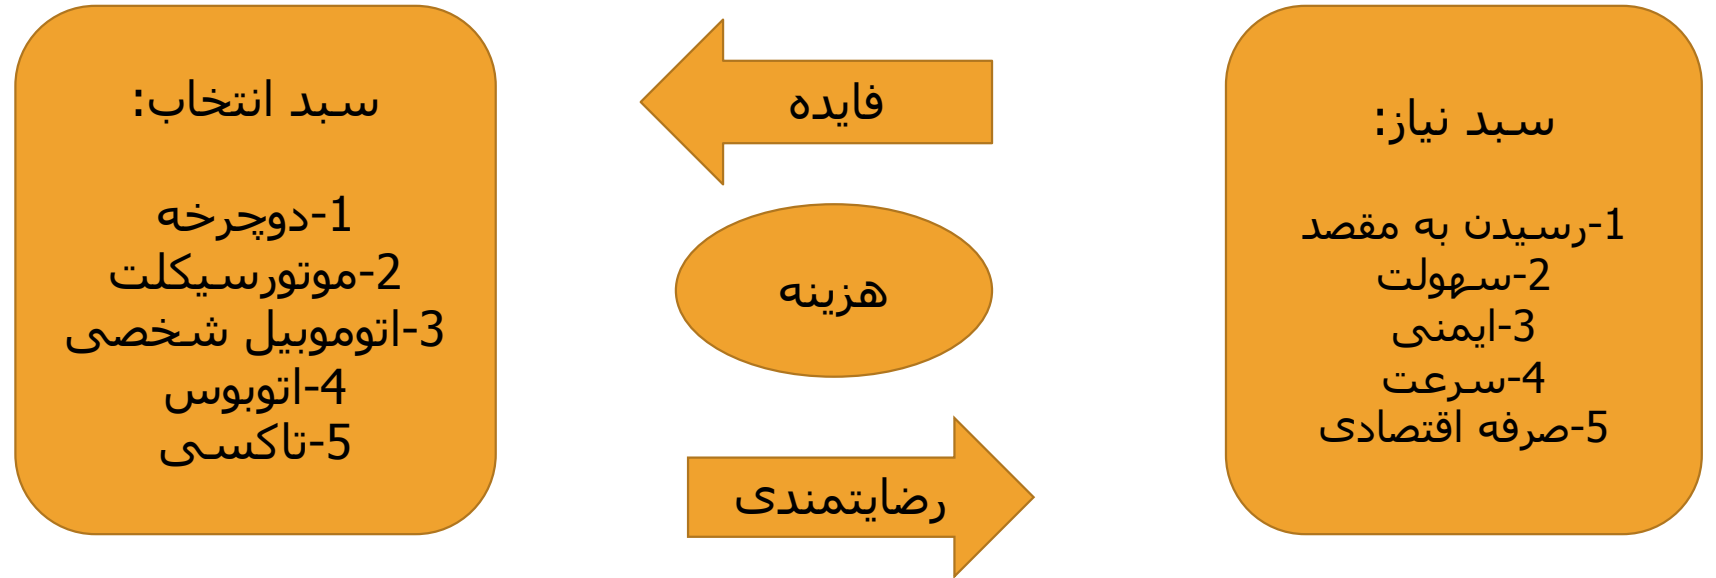 سبد نیاز:
1-رسیدن به مقصد
2-سهولت
3-ایمنی
4-سرعت
5-صرفه اقتصادی
فایده
هزینه
رضایتمندی
سبد انتخاب:
1-دوچرخه
2-موتورسیکلت
3-اتوموبیل شخصی
4-اتوبوس
5-تاکسی